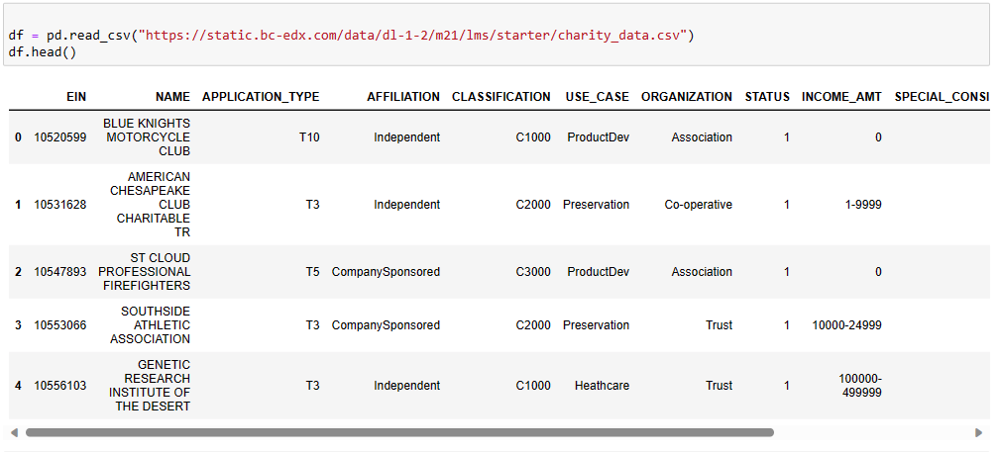 df = pd.read_csv("https://static.bc-edx.com/data/dl-1-2/m21/lms/starter/charity_data.csv")
df.head()
EIN NAME APPLICATION_TYPE AFFILIATION CLASSIFICATION USE_CASE ORGANIZATION STATUS INCOME_AMT SPECIAL_CONSI
0 10520599 BLUE KNIGHTS MOTORCYCLE CLUB T10 Independent C1000 ProductDev Association 1 0
1 10531628 AMERICAN CHESAPEAKE CLUB CHARITABLE TR T3 Independent C2000 Preservation Co-operative 1 1-9999
2 10547893 ST CLOUD PROFESSIONAL FIREFIGHTERS T5 CompanySponsored C3000 ProductDev Association 1 0
3 10553066 SOUTHSIDE ATHLETIC ASSOCIATION T3 CompanySponsored C2000 Preservation Trust 1 10000-24999
4 10556103 GENETIC RESEARCH INSTITUTE OF THE DESERT T3 Independent C1000 Heathcare Trust 1 100000-499999